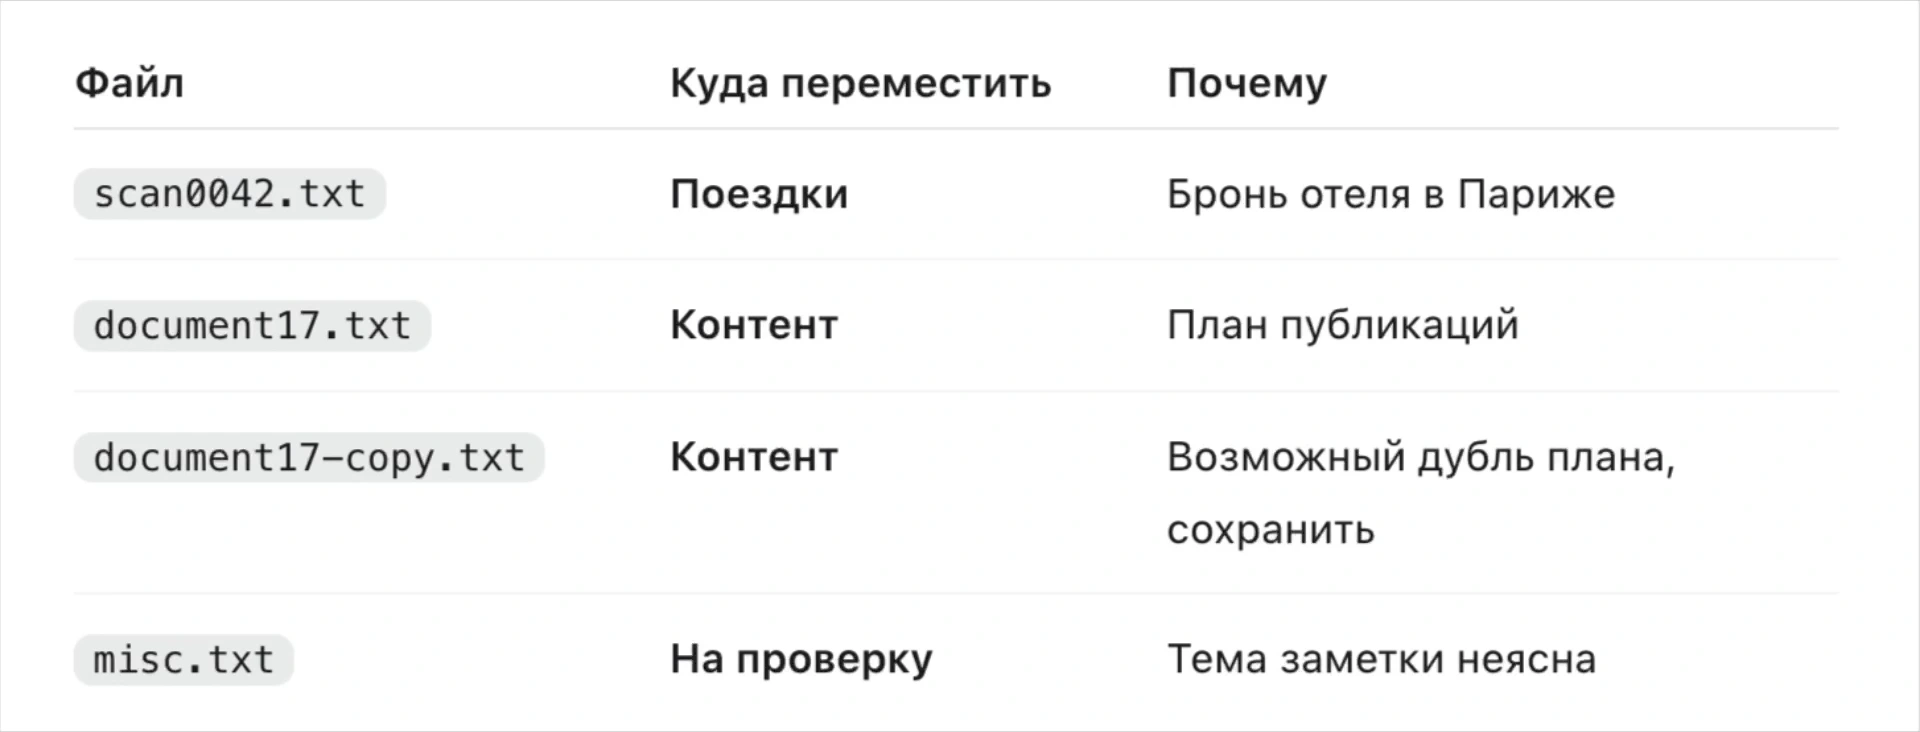 Файл Куда переместить Почему
scan0042.txt Поездки Бронь отеля в Париже
document17.txt Контент План публикаций
document17-copy.txt Контент Возможный дубль плана,
сохранить
misc.txt На проверку Тема заметки неясна